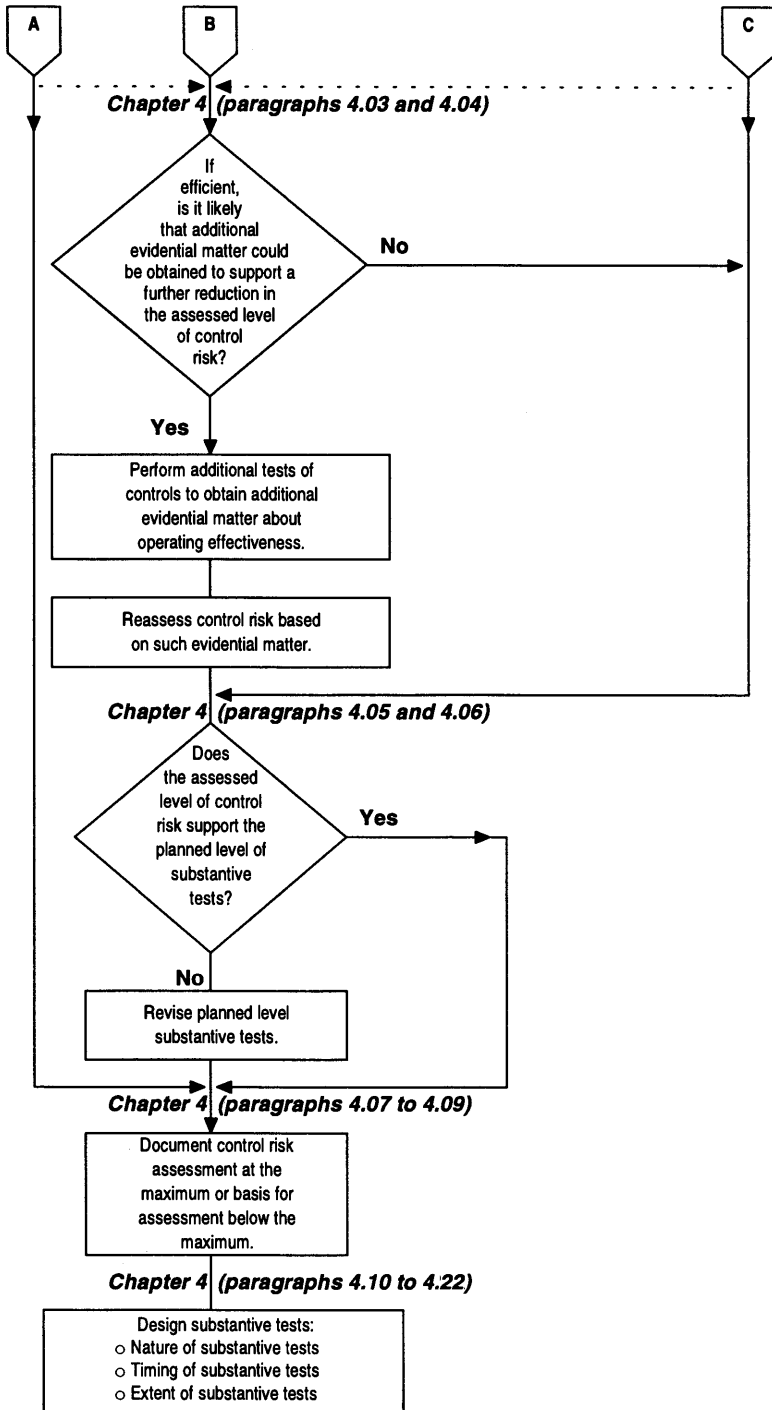 A
B
C
Chapter 4 (paragraphs 4.03 and 4.04)
If
efficient,
is it likely
that additional
evidential matter could
be obtained to support a
further reduction in
the assessed level
of control
risk?
No
Yes
Perform additional tests of
controls to obtain additional
evidential matter about
operating effectiveness.
Reassess control risk based
on such evidential matter.
Chapter 4 (paragraphs 4.05 and 4.06)
Does
the assessed
level of control
risk support the
planned level of
substantive
tests?
Yes
No
Revise planned level
substantive tests.
Chapter 4 (paragraphs 4.07 to 4.09)
Document control risk
assessment at the
maximum or basis for
assessment below the
maximum.
Chapter 4 (paragraphs 4.10 to 4.22)
Design substantive tests:
o Nature of substantive tests
o Timing of substantive tests
o Extent of substantive tests